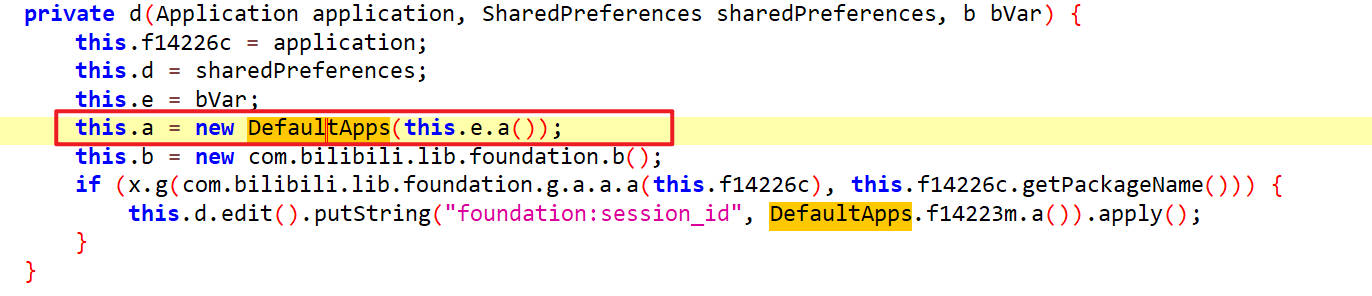 private d(Application application, SharedPreferences sharedPreferences, b bVar) {
    this.f14226c = application;
    this.d = sharedPreferences;
    this.e = bVar;
    this.a = new DefaultApps(this.e.a());
    this.b = new com.bilibili.lib.foundation.b();
    if (x.g(com.bilibili.lib.foundation.g.a.a.a(this.f14226c), this.f14226c.getPackageName())) {
        this.d.edit().putString("foundation:session_id", DefaultApps.f14223m.a()).apply();
    }
}